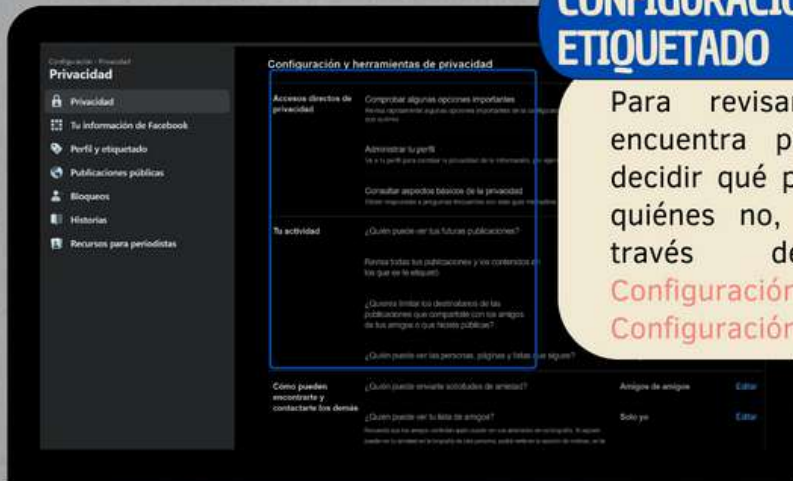 CONFIGURACIÓ
ETIQUETADO
Para revisar
encuentra p
decidir qué p
quiénes no,
través de
Configuración
Configuración
Configuración · Privacidad
Privacidad
Privacidad
Tu información de Facebook
Perfil y etiquetado
Publicaciones públicas
Bloqueos
Historias
Recursos para periodistas
Configuración y herramientas de privacidad
Accesos directos de
privacidad
Comprobar algunas opciones importantes
Administrar tu perfil
Consultar aspectos básicos de la privacidad
Tu actividad
¿Quién puede ver tus futuras publicaciones?
Revisa todas tus publicaciones y los contenidos en
los que se te etiquetó
¿Quieres limitar los destinatarios de las
publicaciones que compartiste con los amigos
de tus amigos o que hiciste públicas?
¿Quién puede ver las personas, páginas y listas que sigues?
Cómo pueden
encontrarte y
contactarte los demás
¿Quién puede enviarte solicitudes de amistad?
Amigos de amigos
Editar
¿Quién puede ver tu lista de amigos?
Solo yo
Editar